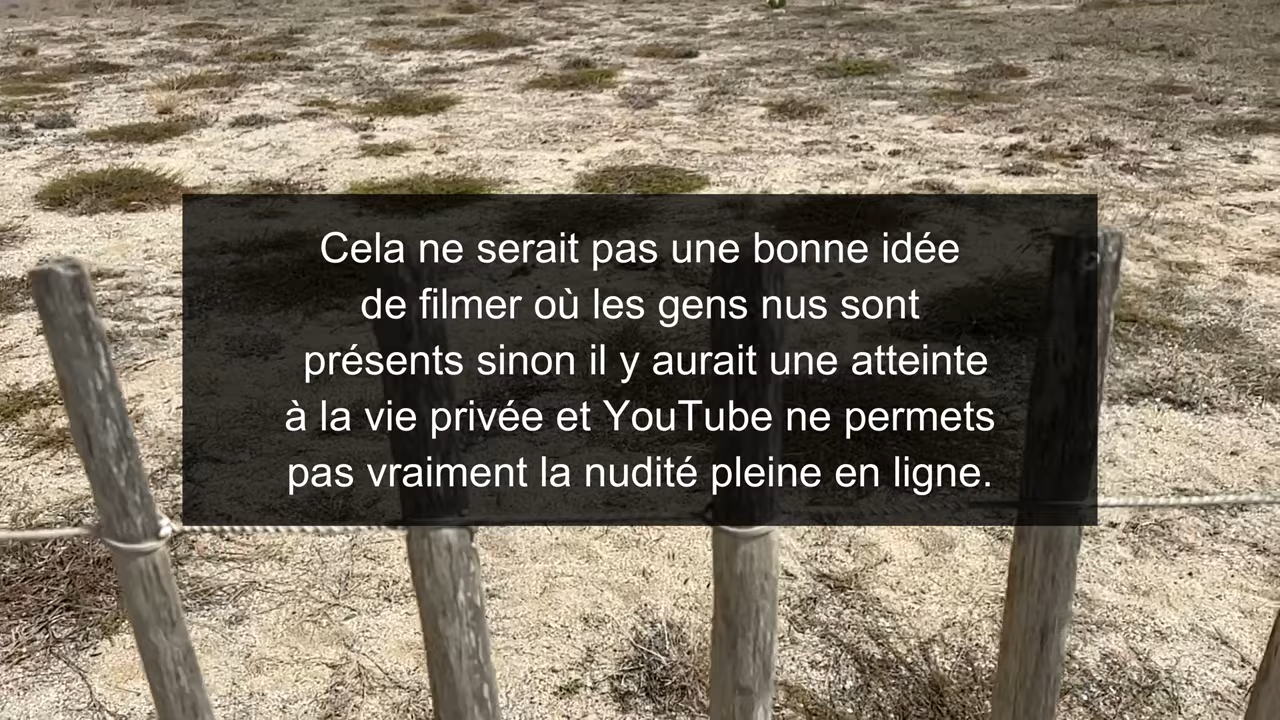 Cela ne serait pas une bonne idée
de filmer où les gens nus sont
présents sinon il y aurait une atteinte
à la vie privée et YouTube ne permets
pas vraiment la nudité pleine en ligne.